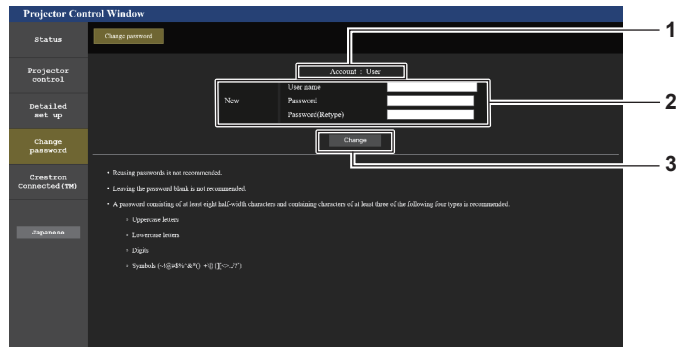 Projector Control Window
Status
Change password
1
Projector
control
Account : User
User name
New
Password
2
Password(Retype)
Detailed
set up
Change
password
Change
3
Crestron
Connected(TM)
• Reusing passwords is not recommended.
• Leaving the password blank is not recommended.
• A password consisting of at least eight half-width characters and containing characters of at least three of the following four types is recommended.
Uppercase letters
Lowercase letters
Digits
Symbols
Japanese